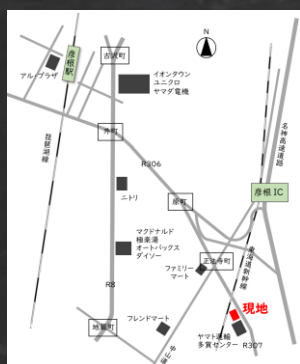 N
古沢町
彦根駅
アル・プラザ
イオンタウン
ユニクロ
ヤマダ電機
外町
名神高速道路
R306
琵琶湖線
ニトリ
原町
彦根 IC
東海道新幹線
マクドナルド
極楽湯
オートバックス
ダイソー
正法寺町
ファミリー
マート
R8
現地
地蔵町
フレンドマート
ヤマト運輸
多賀センター
R307